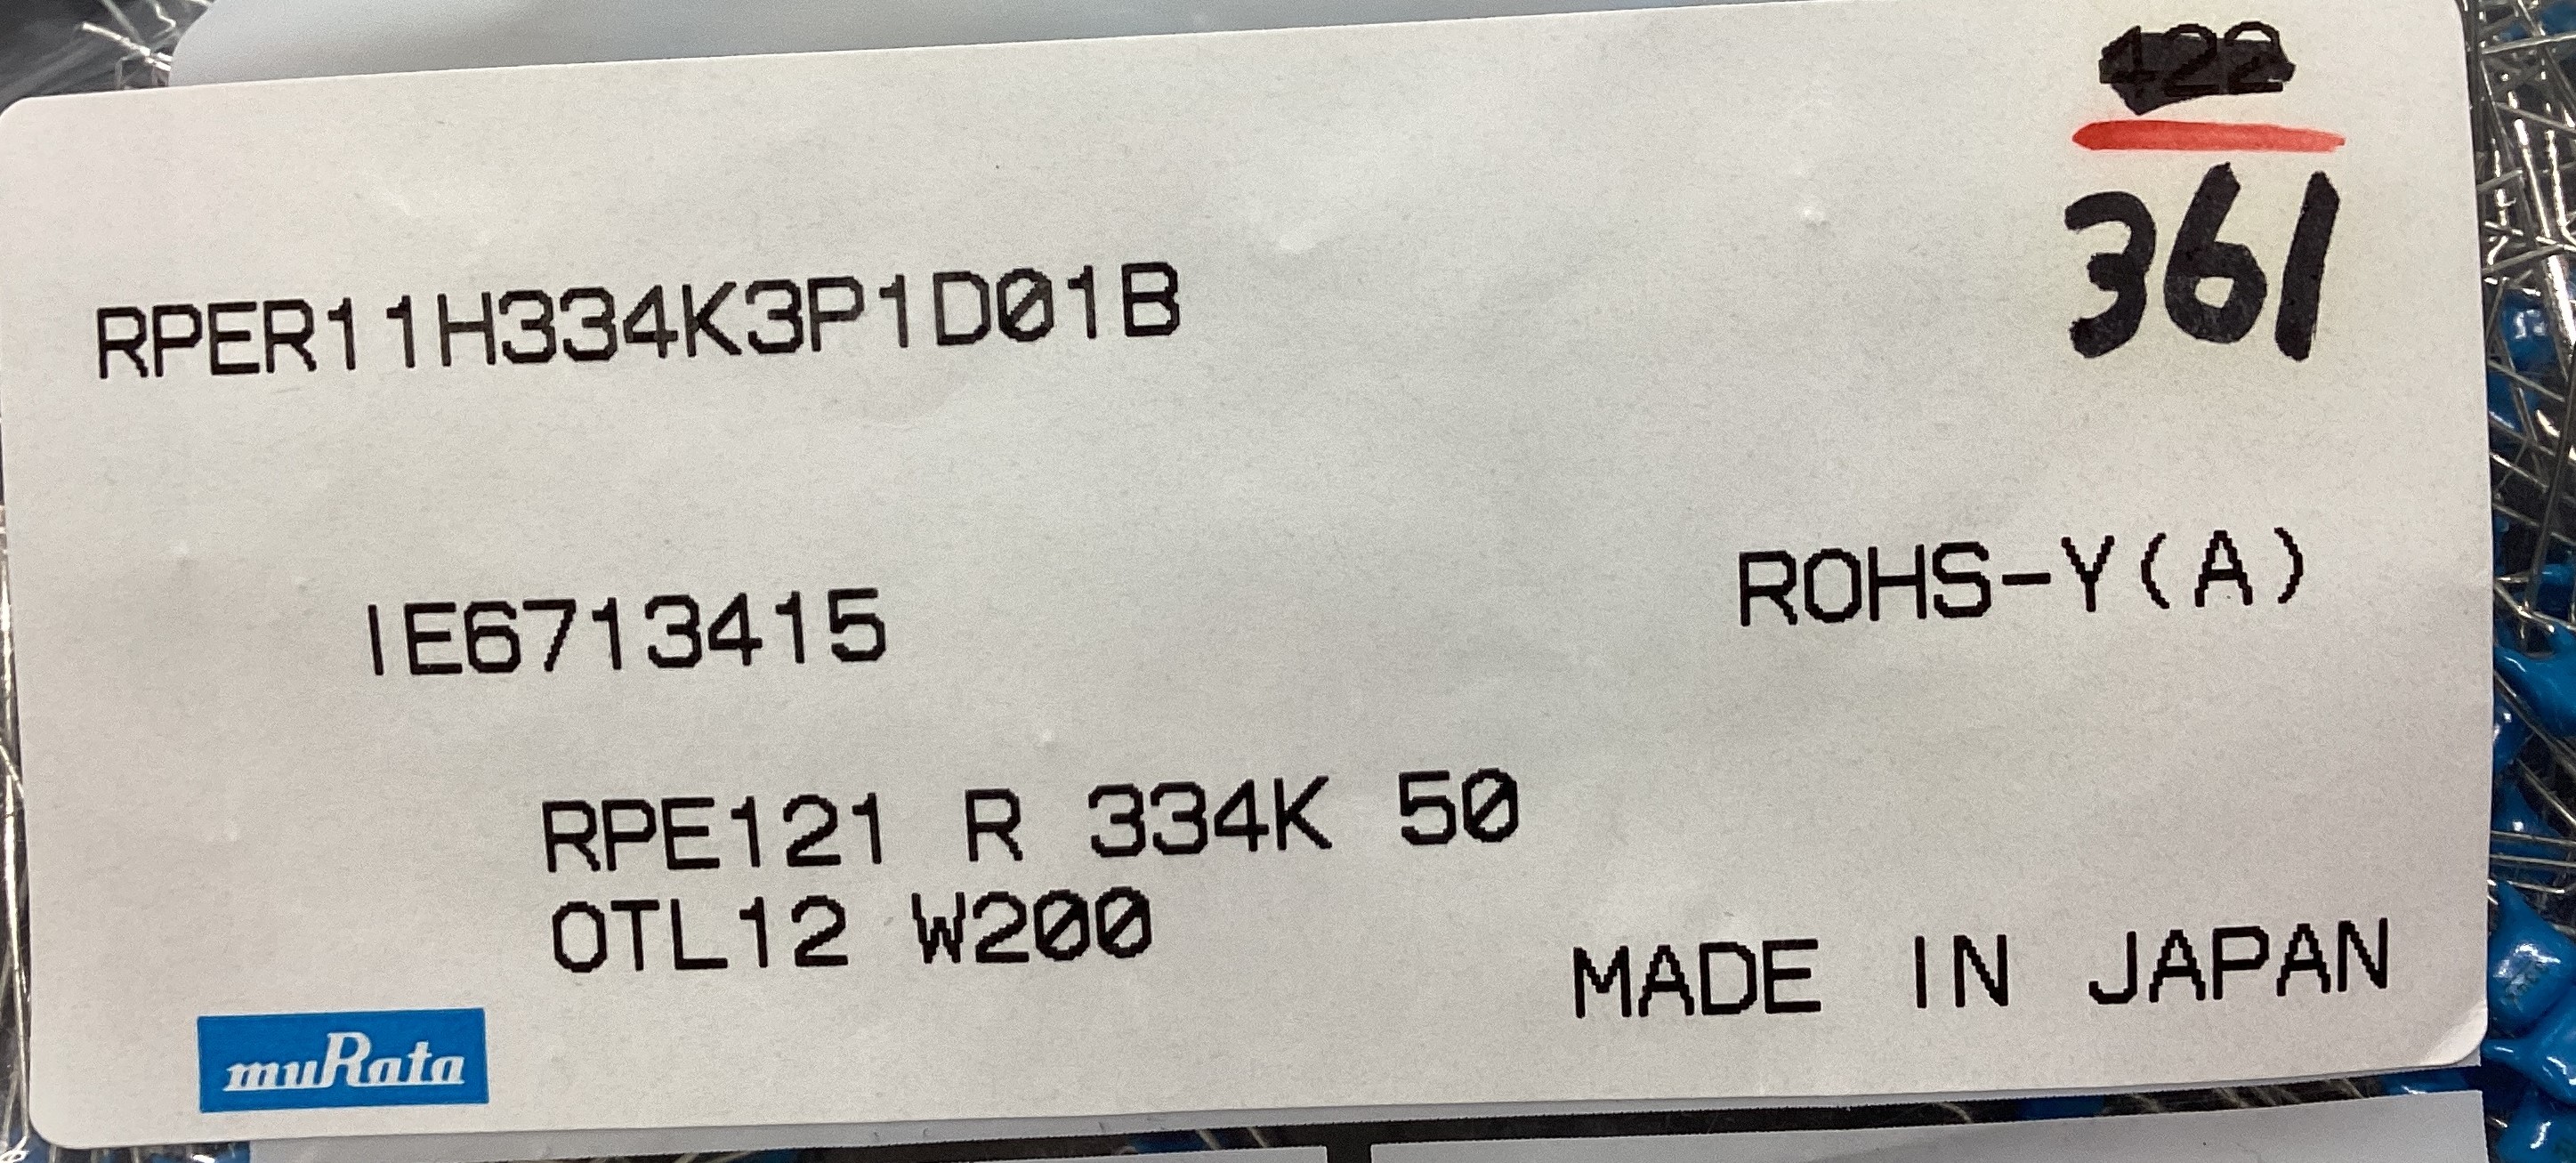 422
361
RPER11H334K3P1D01B
IE6713415
ROHS-Y(A)
RPE121 R 334K 50
OTL12 W200
MADE IN JAPAN
muRata